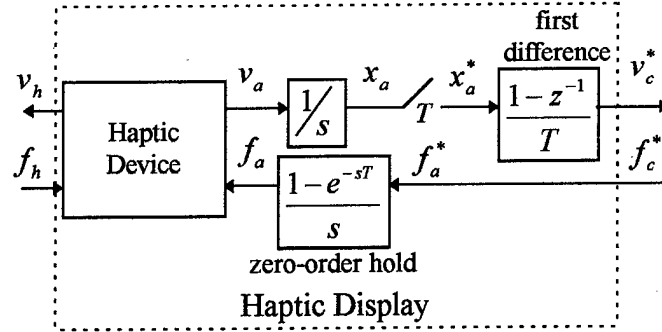 first
difference
v_h
v_a
1/s
x_a
T
x_a^*
1 - z^{-1}
T
v_c^*
Haptic
Device
f_h
f_a
1 - e^{-sT}
s
f_a^*
f_c^*
zero-order hold
Haptic Display